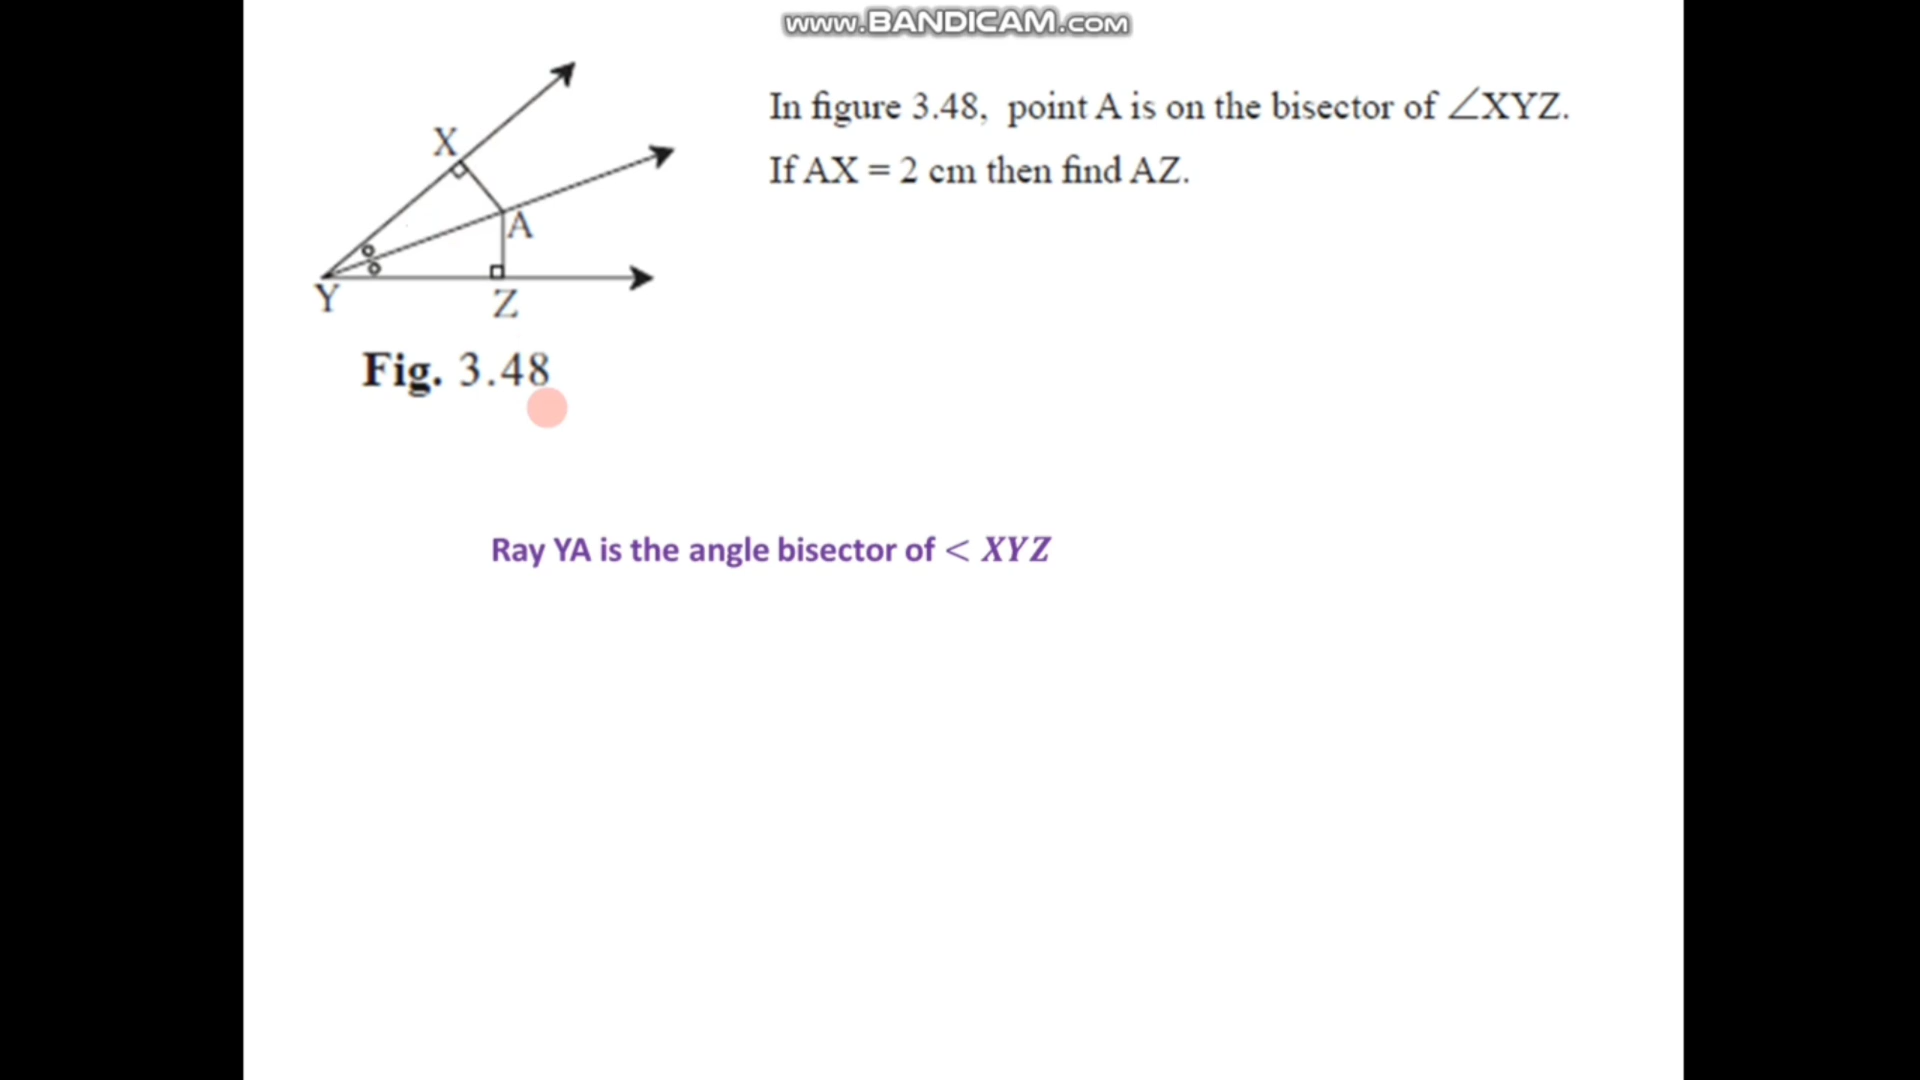 www.BANDICAM.com
In figure 3.48, point A is on the bisector of ∠XYZ.
If AX = 2 cm then find AZ.
X
A
Y
Z
Fig. 3.48
Ray YA is the angle bisector of < XYZ